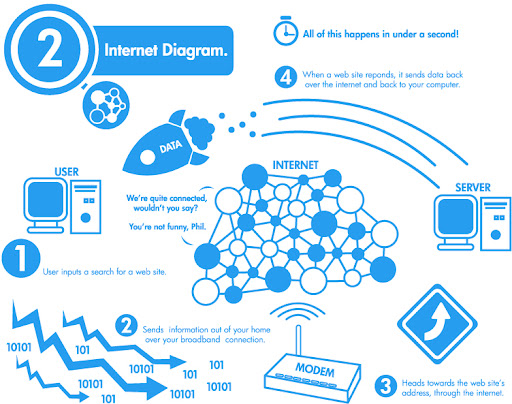 2
Internet Diagram.
All of this happens in under a second!
4
When a web site reponds, it sends data back
over the internet and back to your computer.
DATA
USER
INTERNET
SERVER
We're quite connected,
wouldn't you say?
You're not funny, Phil.
1
User inputs a search for a web site.
2
Sends information out of your home
over your broadband connection.
10101
101
10101
101
10101
101
101
10101
MODEM
3
Heads towards the web site's
address, through the internet.